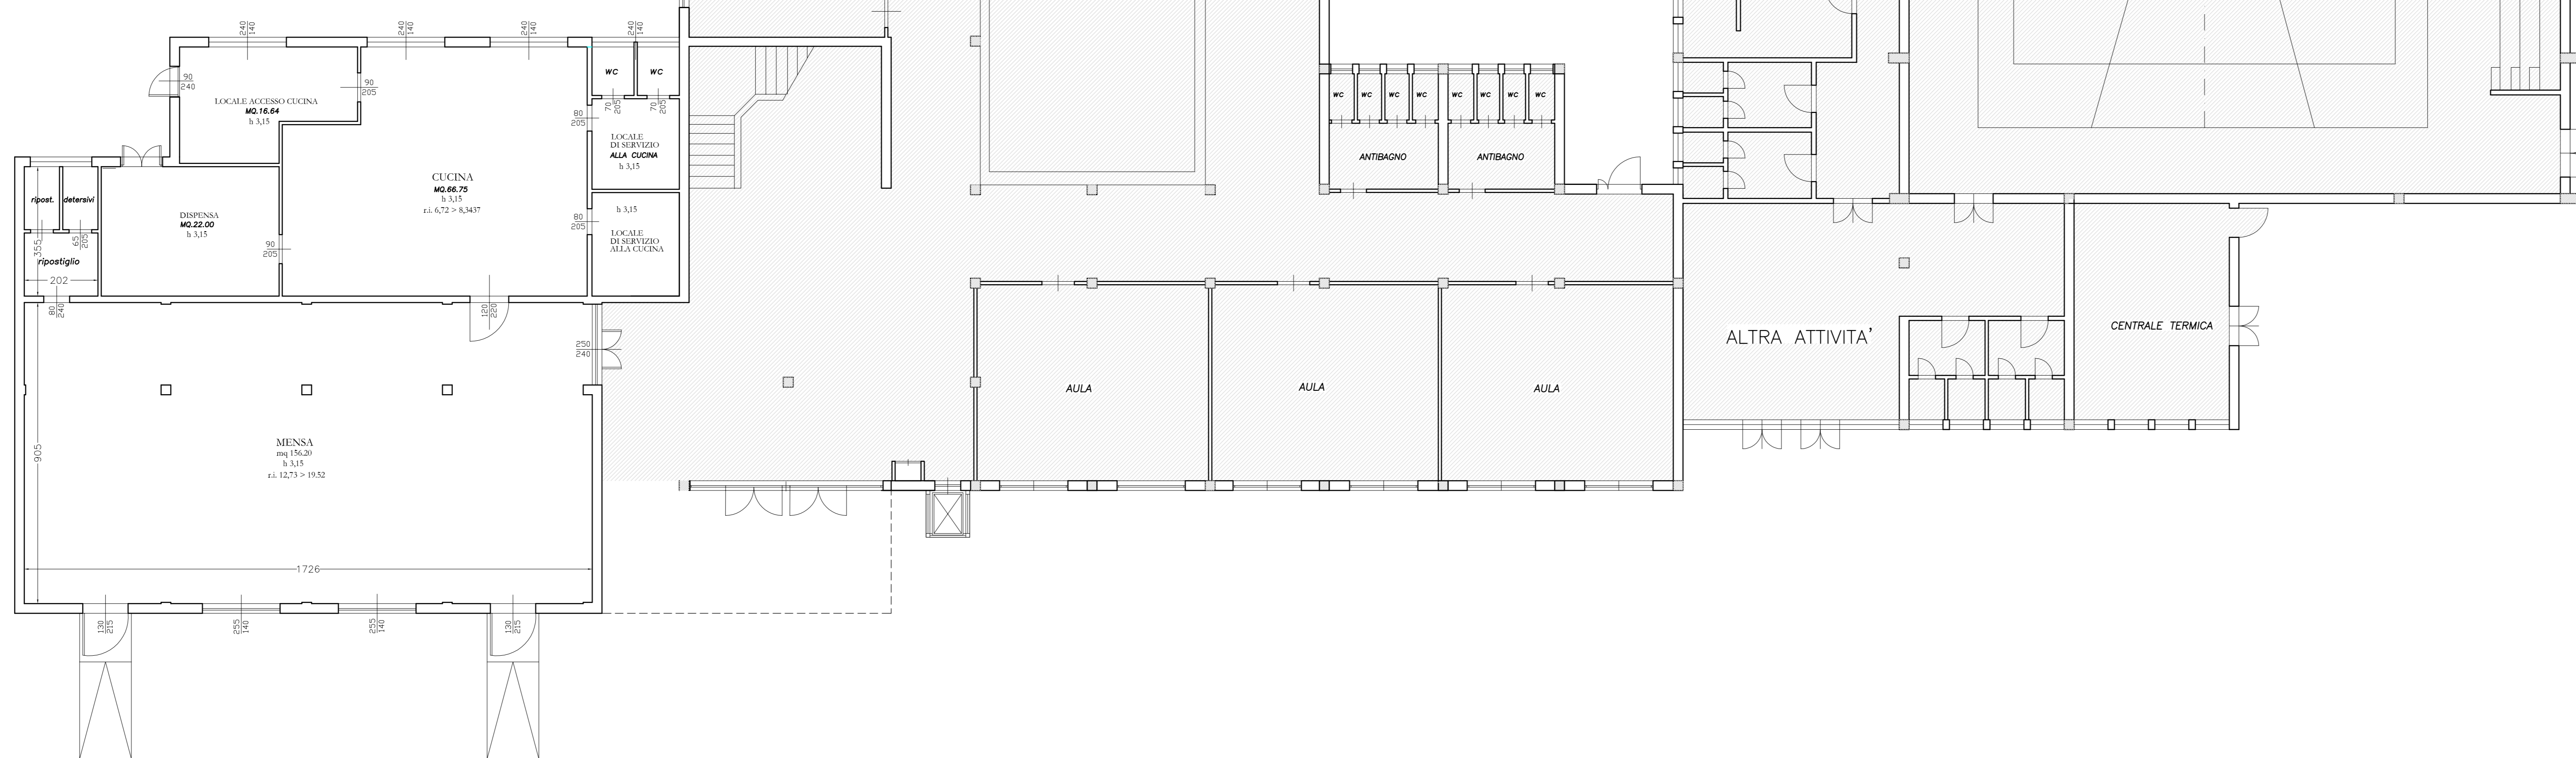 240
140
240
140
240
140
240
140
90
240
90
205
LOCALE ACCESSO CUCINA
MQ.16.64
h 3,15
WC
WC
70
205
70
205
80
205
LOCALE
DI SERVIZIO
ALLA CUCINA
h 3,15
CUCINA
MQ.66.75
h 3,15
r.i. 6,72 > 8,3437
ripost.
detersivi
DISPENSA
MQ.22.00
h 3,15
80
205
h 3,15
LOCALE
DI SERVIZIO
ALLA CUCINA
65
205
355
90
205
ripostiglio
202
80
240
120
220
250
240
MENSA
mq 156.20
h 3,15
r.i. 12,73 > 19.52
905
1726
130
215
255
140
255
140
130
215
WC
WC
WC
WC
WC
WC
WC
WC
ANTIBAGNO
ANTIBAGNO
AULA
AULA
AULA
ALTRA ATTIVITA'
CENTRALE TERMICA